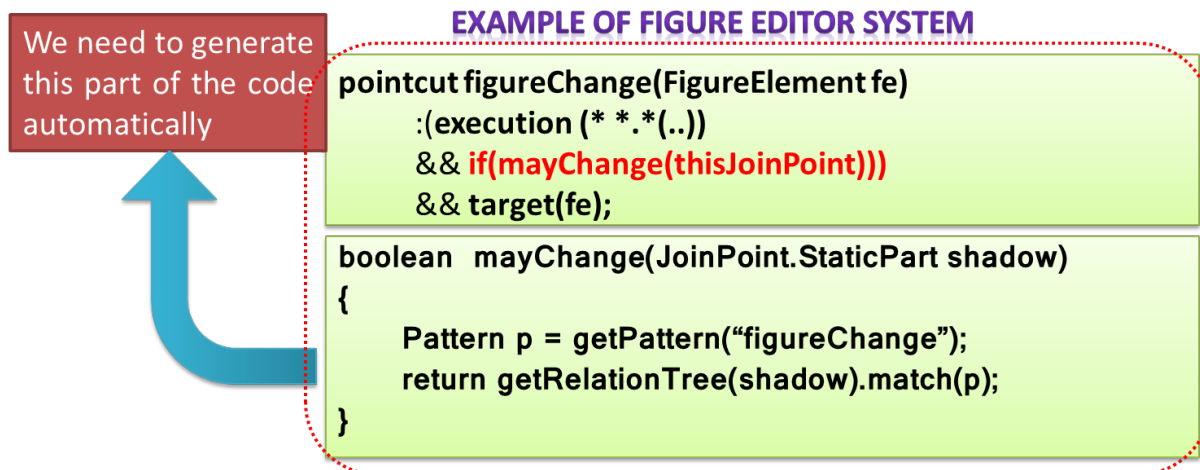 EXAMPLE OF FIGURE EDITOR SYSTEM
We need to generate
this part of the code
automatically
pointcut figureChange(FigureElement fe)
:(execution (* *.*(..))
&& if(mayChange(thisJoinPoint)))
&& target(fe);
boolean mayChange(JoinPoint.StaticPart shadow)
{
Pattern p = getPattern(“figureChange”);
return getRelationTree(shadow).match(p);
}